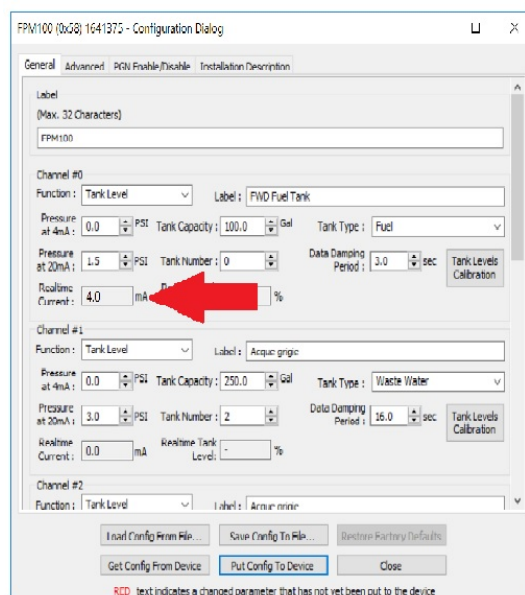 FPM100 (0x58) 1641375 - Configuration Dialog
General Advanced PGN Enable/Disable Installation Description
Label
(Max. 32 Characters)
FPM100
Channel #0
Function : Tank Level Label : FWD Fuel Tank
Pressure at 4mA : 0.0 PSI Tank Capacity : 100.0 Gal Tank Type : Fuel
Pressure at 20mA : 1.5 PSI Tank Number : 0 Data Damping Period : 3.0 sec Tank Levels Calibration
Realtime Current : 4.0 mA %
Channel #1
Function : Tank Level Label : Acque grigie
Pressure at 4mA : 0.0 PSI Tank Capacity : 250.0 Gal Tank Type : Waste Water
Pressure at 20mA : 3.0 PSI Tank Number : 2 Data Damping Period : 16.0 sec Tank Levels Calibration
Realtime Current : 0.0 mA Realtime Tank Level: - %
Channel #2
Function : Tank Level Label : Acque grigie
Load Config From File... Save Config To File... Restore Factory Defaults
Get Config From Device Put Config To Device Close
RED text indicates a changed parameter that has not yet been put to the device